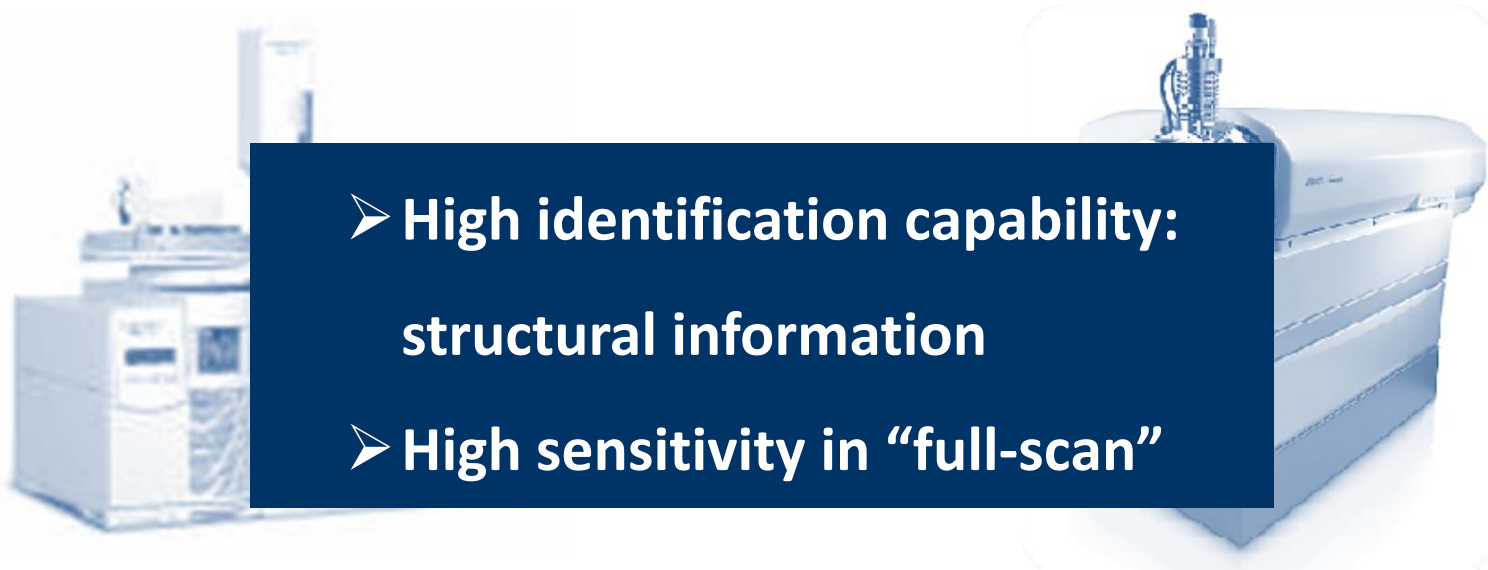 ➢ High identification capability:
structural information
➢ High sensitivity in “full-scan”